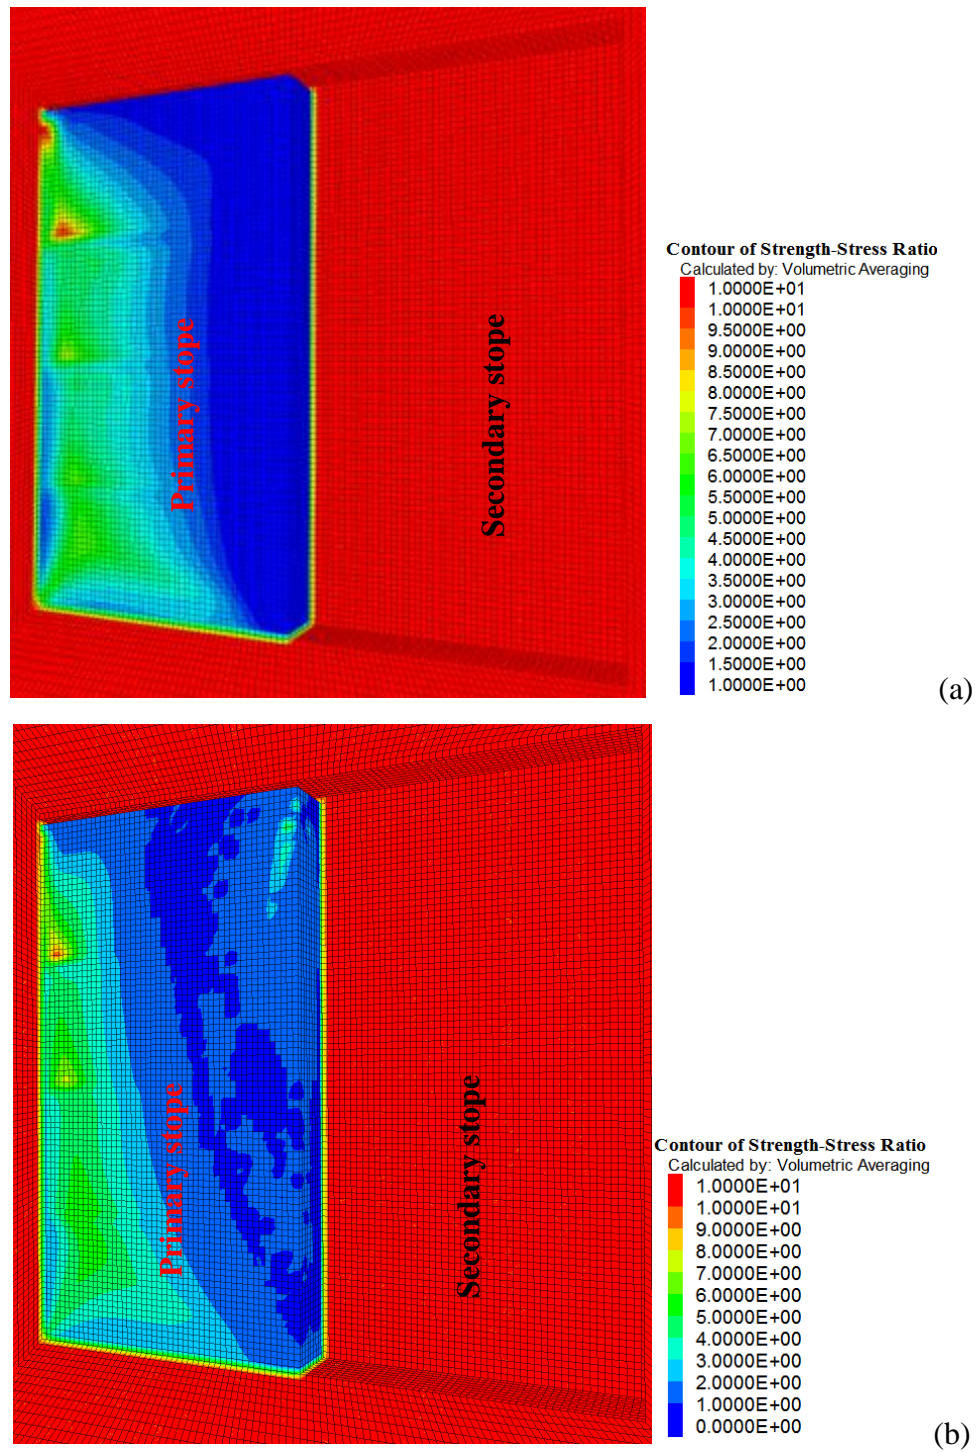 Primary stope
Secondary stope
Contour of Strength-Stress Ratio
Calculated by: Volumetric Averaging
1.0000E+01
1.0000E+01
9.5000E+00
9.0000E+00
8.5000E+00
8.0000E+00
7.5000E+00
7.0000E+00
6.5000E+00
6.0000E+00
5.5000E+00
5.0000E+00
4.5000E+00
4.0000E+00
3.5000E+00
3.0000E+00
2.5000E+00
2.0000E+00
1.5000E+00
1.0000E+00
(a)
Primary stope
Secondary stope
Contour of Strength-Stress Ratio
Calculated by: Volumetric Averaging
1.0000E+01
1.0000E+01
9.0000E+00
8.0000E+00
7.0000E+00
6.0000E+00
5.0000E+00
4.0000E+00
3.0000E+00
2.0000E+00
1.0000E+00
0.0000E+00
(b)